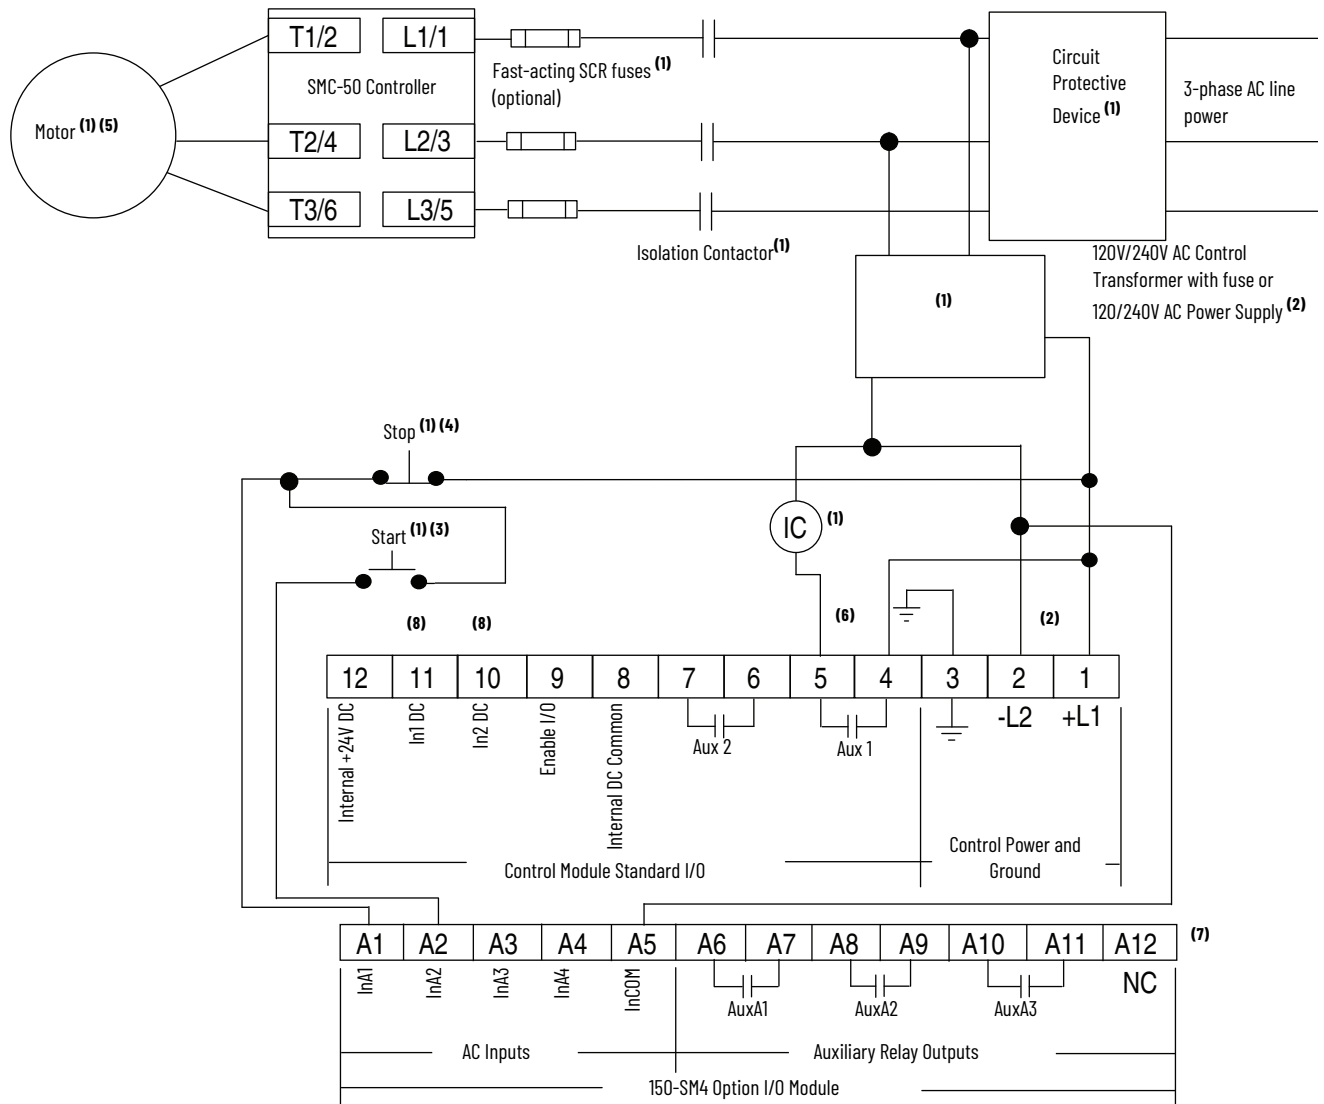 T1/2 L1/1
Fast-acting SCR fuses (1)
(optional)
SMC-50 Controller
Circuit
Protective
Device (1)
3-phase AC line
power
Motor (1) (5)
T2/4 L2/3
T3/6 L3/5
Isolation Contactor(1)
120V/240V AC Control
Transformer with fuse or
120/240V AC Power Supply (2)
(1)
Stop (1) (4)
IC (1)
Start (1) (3)
(8) (8) (6) (2)
12 11 10 9 8 7 6 5 4 3 2 1
Internal +24V DC
In1 DC
In2 DC
Enable I/O
Internal DC Common
Aux 2
Aux 1
-L2 +L1
Control Module Standard I/O
Control Power and
Ground
A1 A2 A3 A4 A5 A6 A7 A8 A9 A10 A11 A12 (7)
InA1
InA2
InA3
InA4
InCOM
AuxA1
AuxA2
AuxA3
NC
AC Inputs
Auxiliary Relay Outputs
150-SM4 Option I/O Module